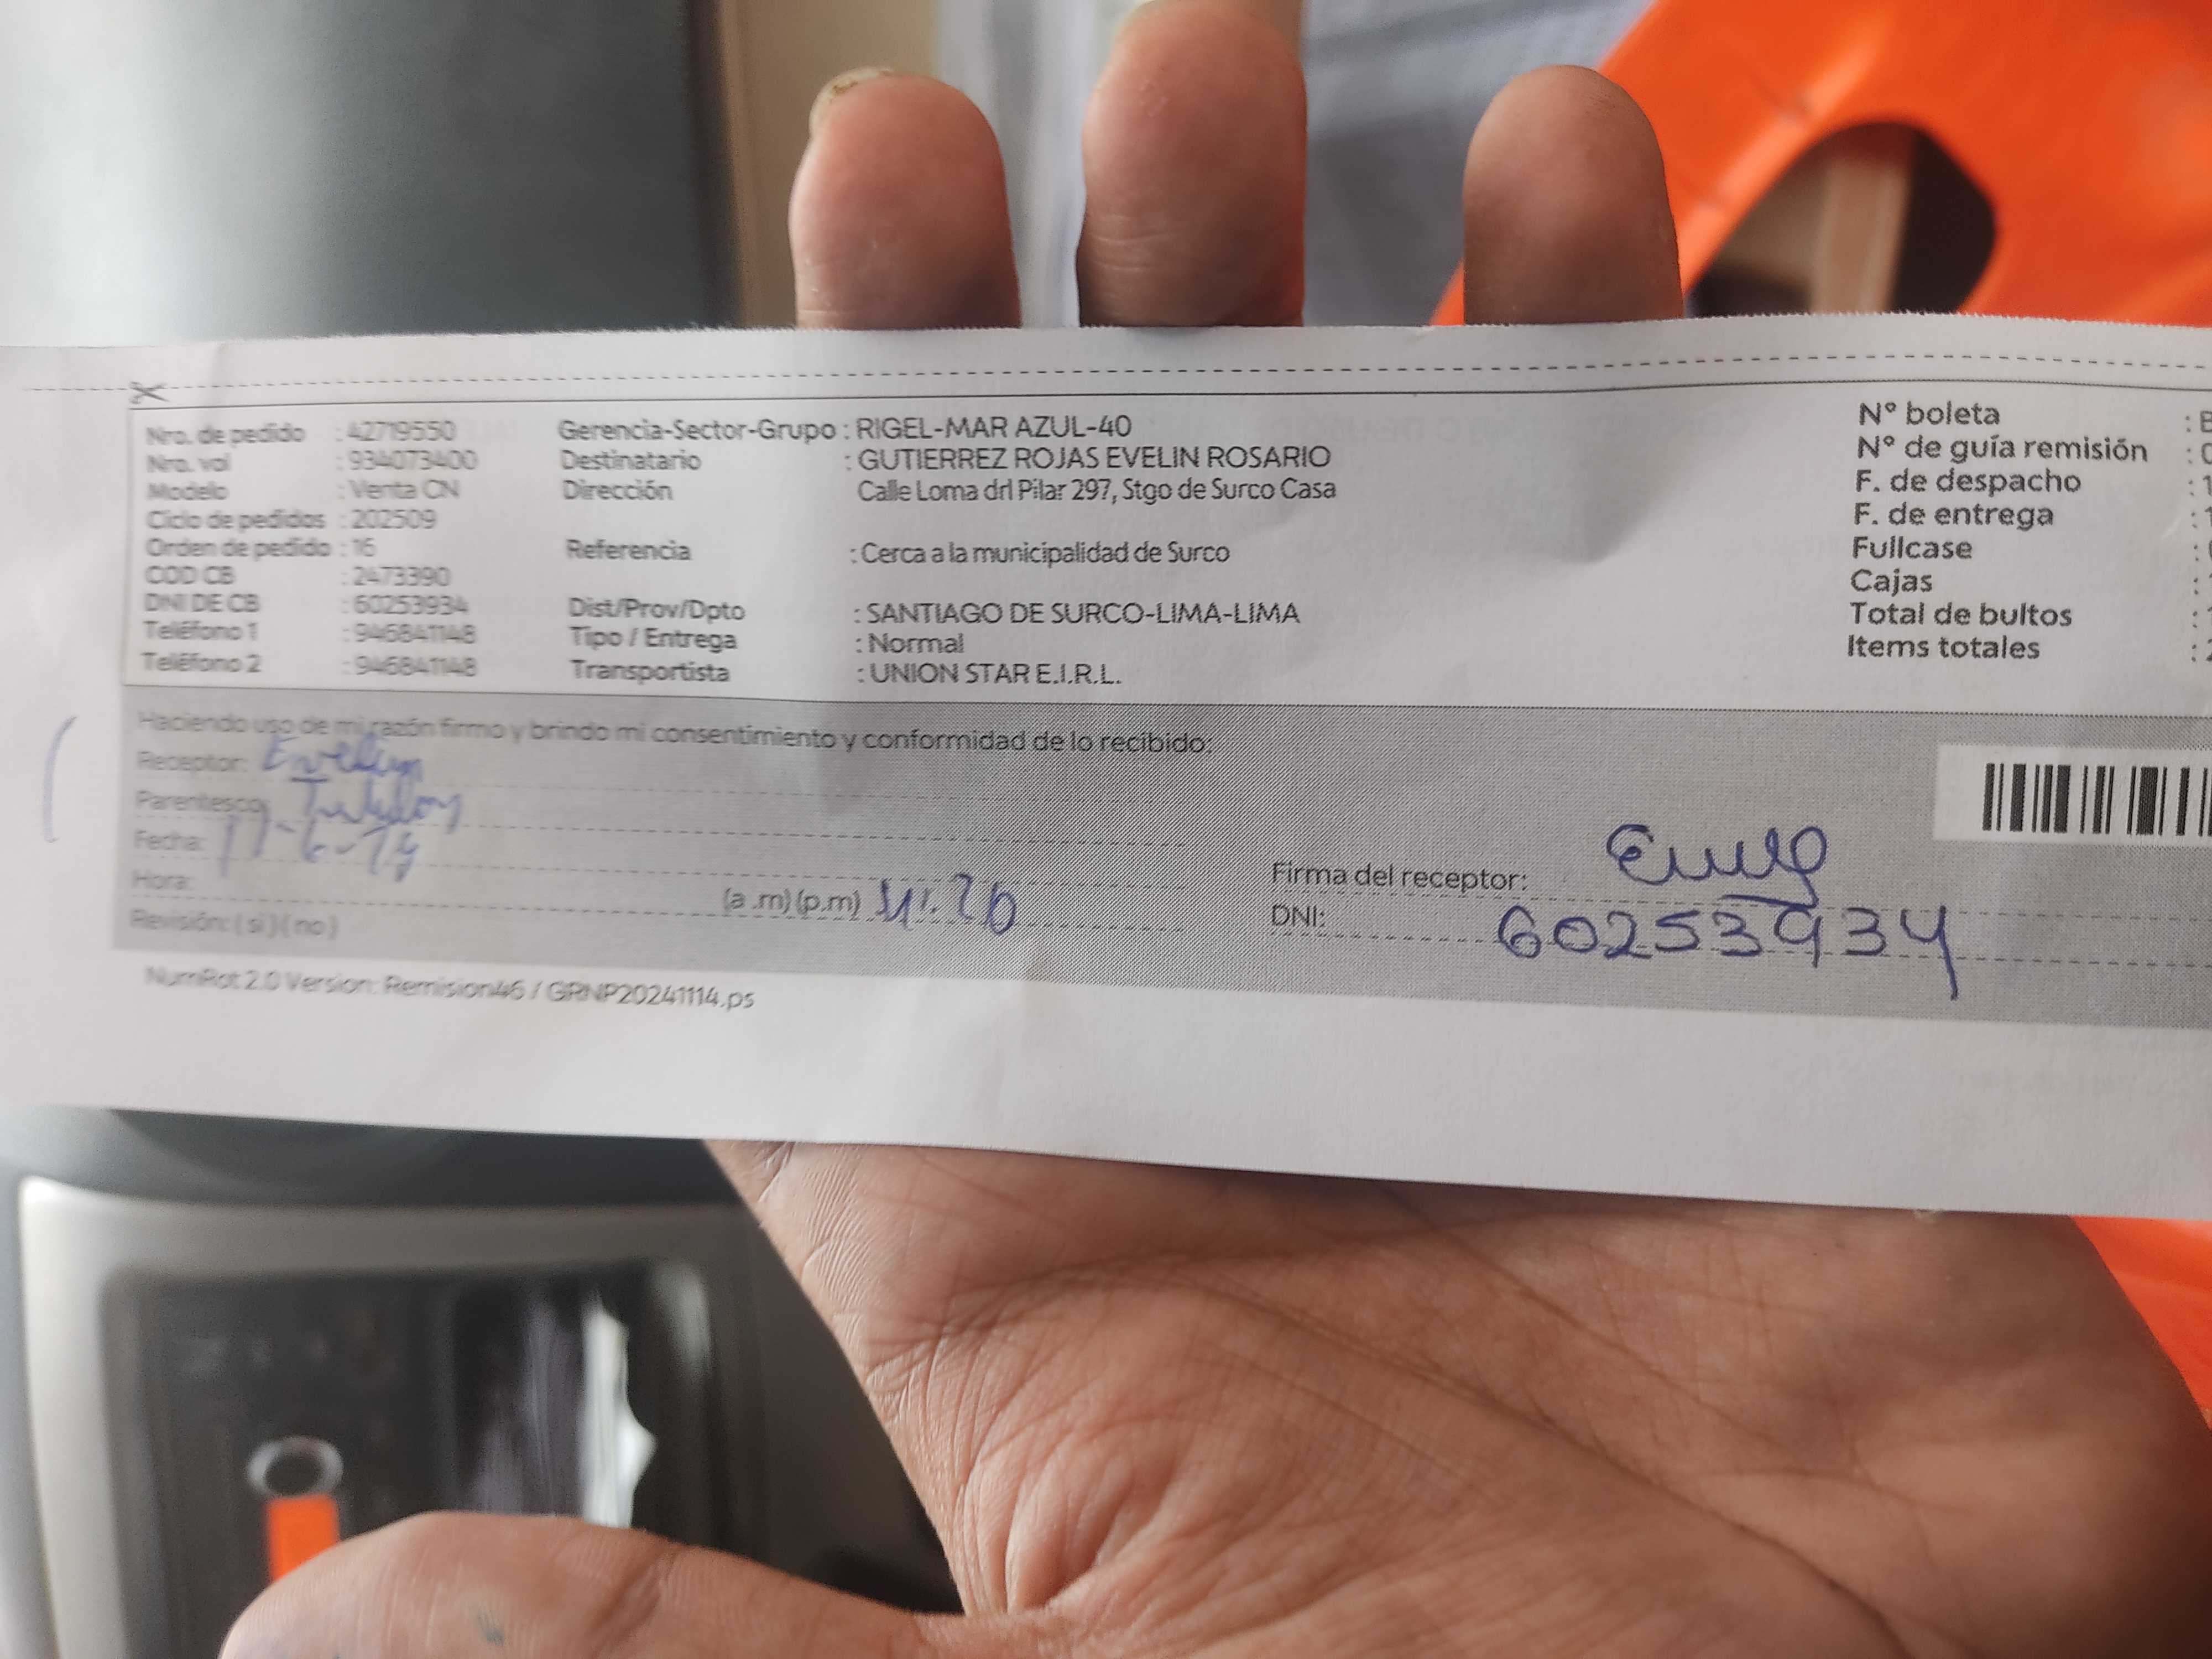 Nro. de pedido : 42719550
Nro. vol : 934073400
Modelo : Venta CN
Ciclo de pedidos : 202509
Orden de pedido : 16
COD CB : 2473390
DNI DE CB : 60253934
Teléfono 1 : 946841148
Teléfono 2 : 946841148
Gerencia-Sector-Grupo : RIGEL-MAR AZUL-40
Destinatario : GUTIERREZ ROJAS EVELIN ROSARIO
Dirección Calle Loma drl Pilar 297, Stgo de Surco Casa
Referencia : Cerca a la municipalidad de Surco
Dist/Prov/Dpto : SANTIAGO DE SURCO-LIMA-LIMA
Tipo / Entrega : Normal
Transportista : UNION STAR E.I.R.L.
N° boleta :
N° de guía remisión :
F. de despacho : 1
F. de entrega : 1
Fullcase :
Cajas :
Total de bultos :
Items totales :
Haciendo uso de mi razón firmo y brindo mi consentimiento y conformidad de lo recibido:
Receptor:
Parentesco:
Fecha:
Hora: (a .m) (p.m)
Revisión: ( si ) ( no )
Firma del receptor:
DNI: 60253934
NumRot 2.0 Version: Remision46 / GRNP20241114.ps